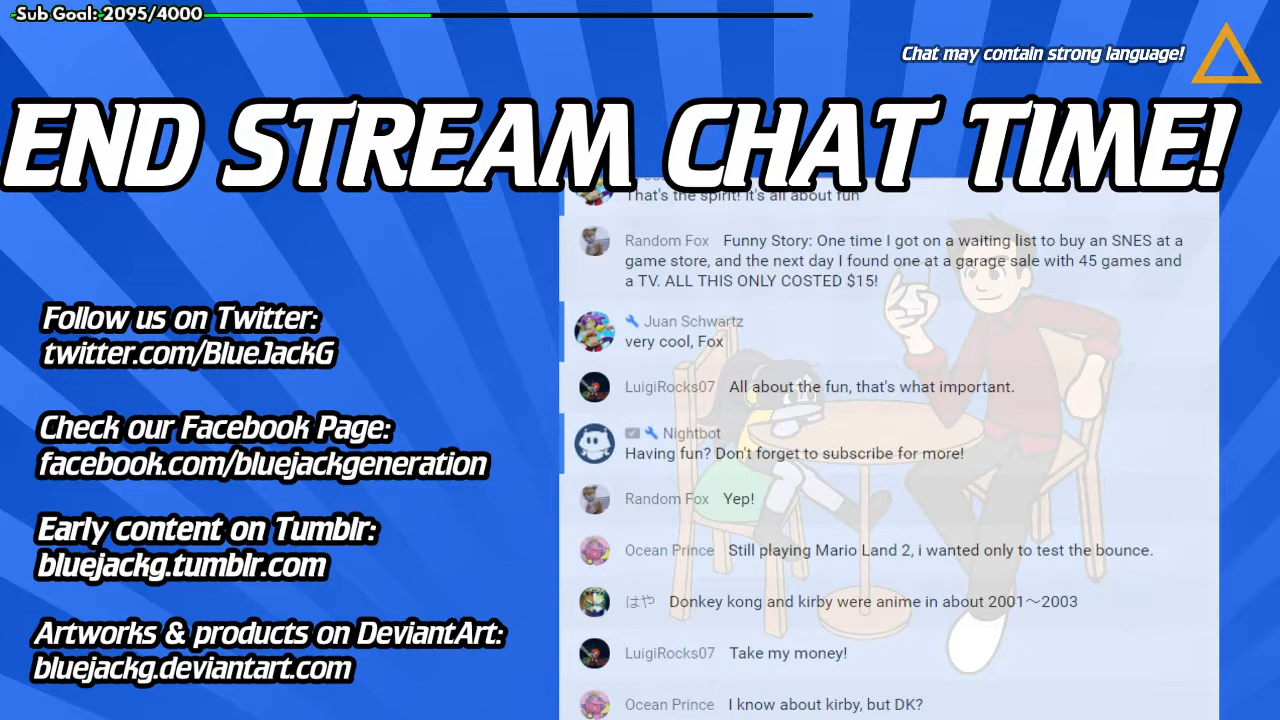 Sub Goal: 2095/4000
Chat may contain strong language!
END STREAM CHAT TIME!
Follow us on Twitter:
twitter.com/BlueJackG
Check our Facebook Page:
facebook.com/bluejackgeneration
Early content on Tumblr:
bluejackg.tumblr.com
Artworks & products on DeviantArt:
bluejackg.deviantart.com
That's the spirit! It's all about fun
Random Fox Funny Story: One time I got on a waiting list to buy an SNES at a
game store, and the next day I found one at a garage sale with 45 games and
a TV. ALL THIS ONLY COSTED $15!
Juan Schwartz
very cool, Fox
LuigiRocks07 All about the fun, that's what important.
Nightbot
Having fun? Don't forget to subscribe for more!
Random Fox Yep!
Ocean Prince Still playing Mario Land 2, i wanted only to test the bounce.
はや Donkey kong and kirby were anime in about 2001～2003
LuigiRocks07 Take my money!
Ocean Prince I know about kirby, but DK?